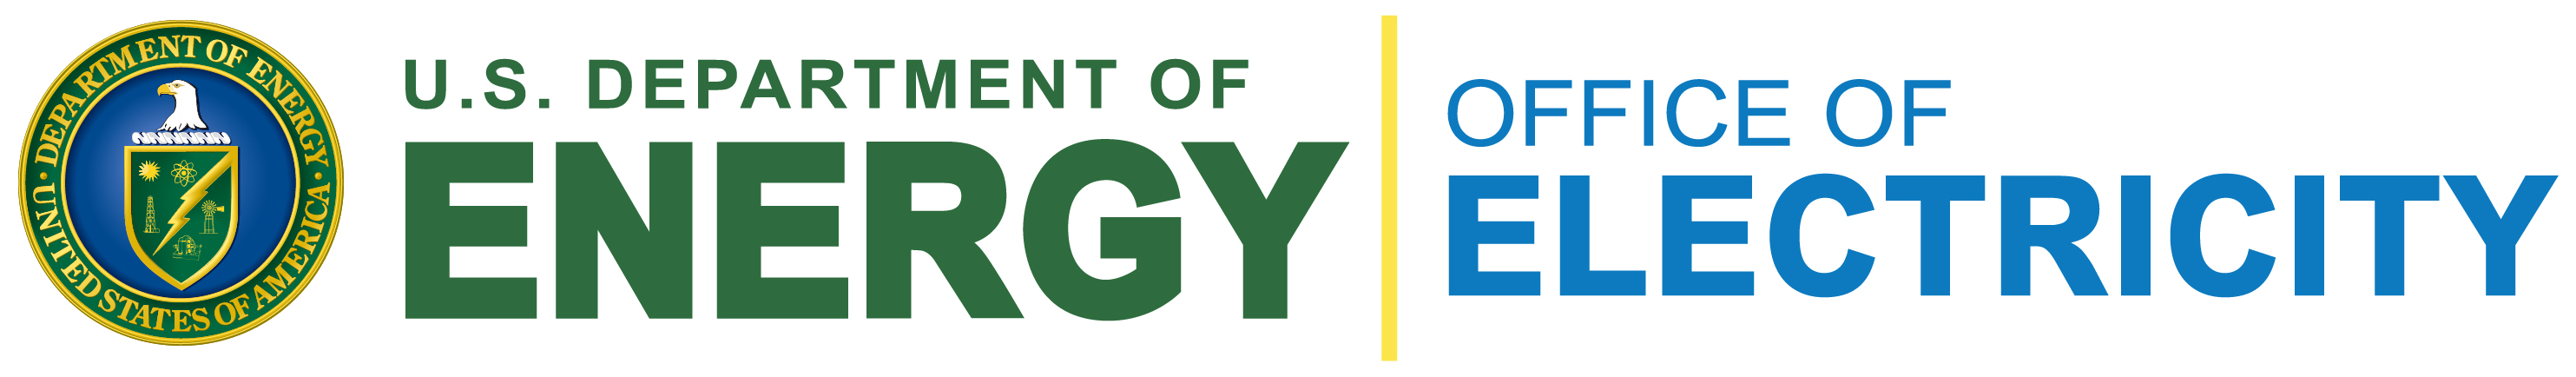 DEPARTMENT OF ENERGY
UNITED STATES OF AMERICA
U.S. DEPARTMENT OF
ENERGY
OFFICE OF
ELECTRICITY